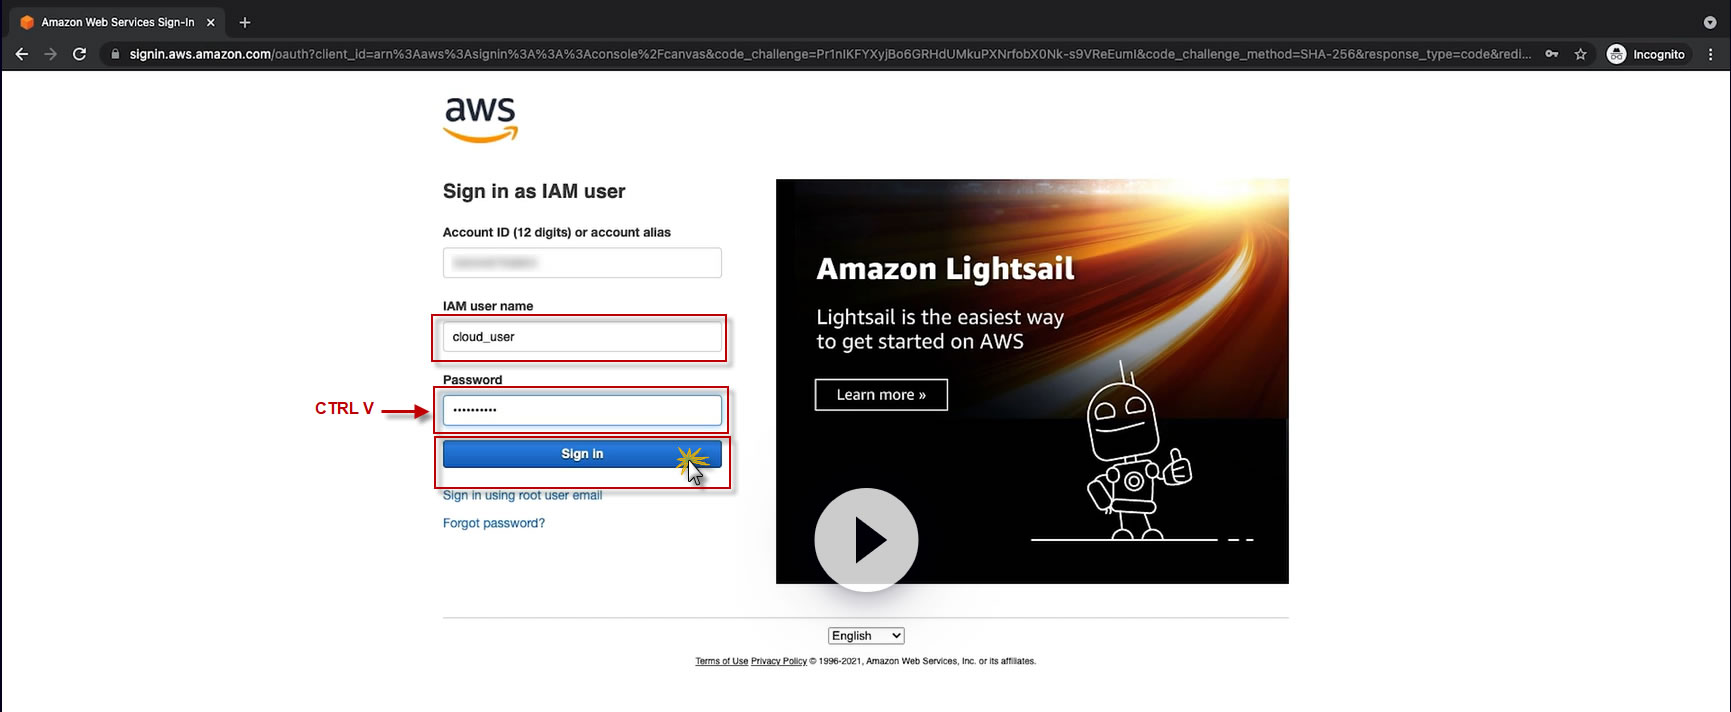 Amazon Web Services Sign-In
signin.aws.amazon.com/oauth?client_id=arn%3Aaws%3Asignin%3A%3A%3Aconsole%2Fcanvas&code_challenge=Pr1nIKFYXyjBo6GRHdUMkuPXNrfobX0Nk-s9VReEumI&code_challenge_method=SHA-256&response_type=code&redi...
Incognito
aws
Sign in as IAM user
Account ID (12 digits) or account alias
IAM user name
cloud_user
Password
CTRL V
Sign in
Sign in using root user email
Forgot password?
Amazon Lightsail
Lightsail is the easiest way
to get started on AWS
Learn more »
English
Terms of Use Privacy Policy © 1996-2021, Amazon Web Services, Inc. or its affiliates.